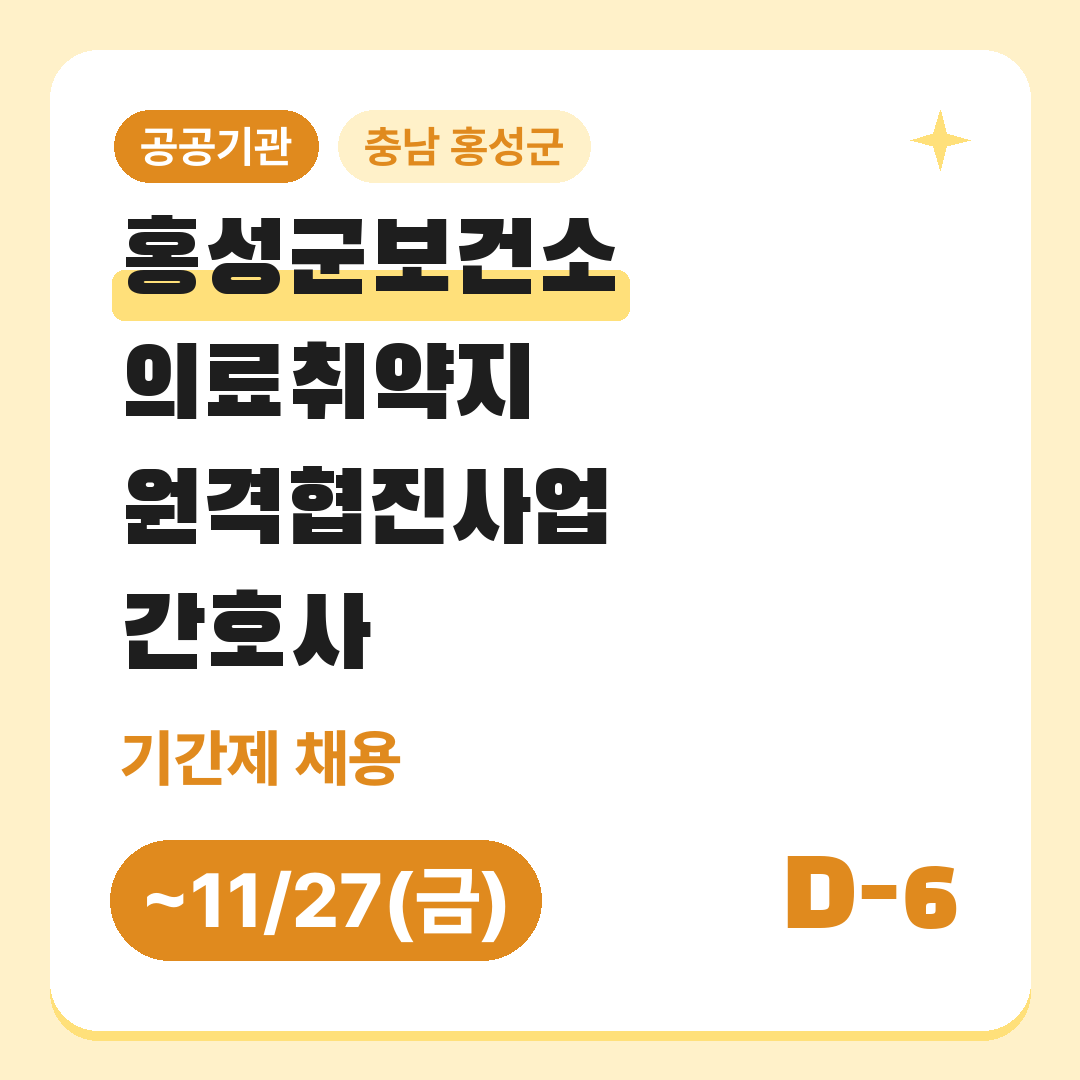 공공기관 충남 홍성군
홍성군보건소
의료취약지
원격협진사업
간호사
기간제 채용
~11/27(금) D-6